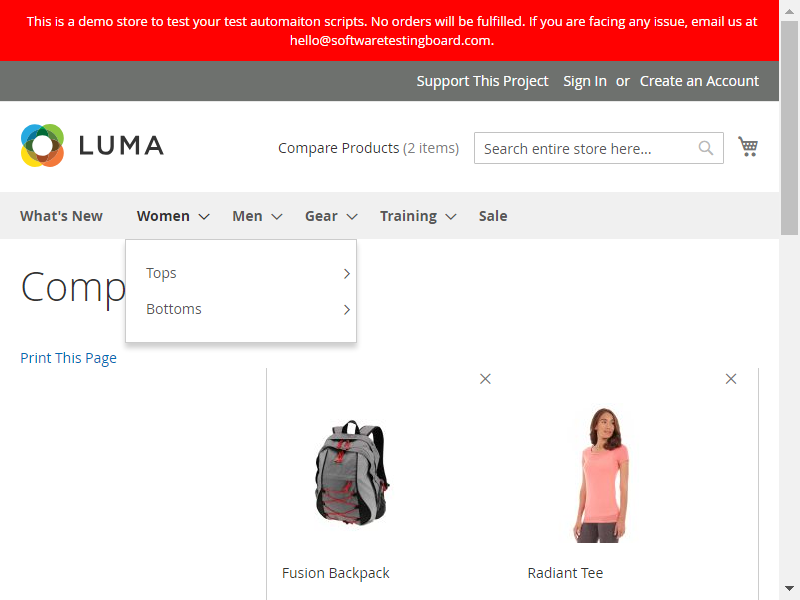 This is a demo store to test your test automaiton scripts. No orders will be fulfilled. If you are facing any issue, email us at
hello@softwaretestingboard.com.
Support This Project Sign In or Create an Account
LUMA
Compare Products (2 items)
Search entire store here...
What's New Women Men Gear Training Sale
Tops
Bottoms
Comp
Print This Page
Fusion Backpack Radiant Tee